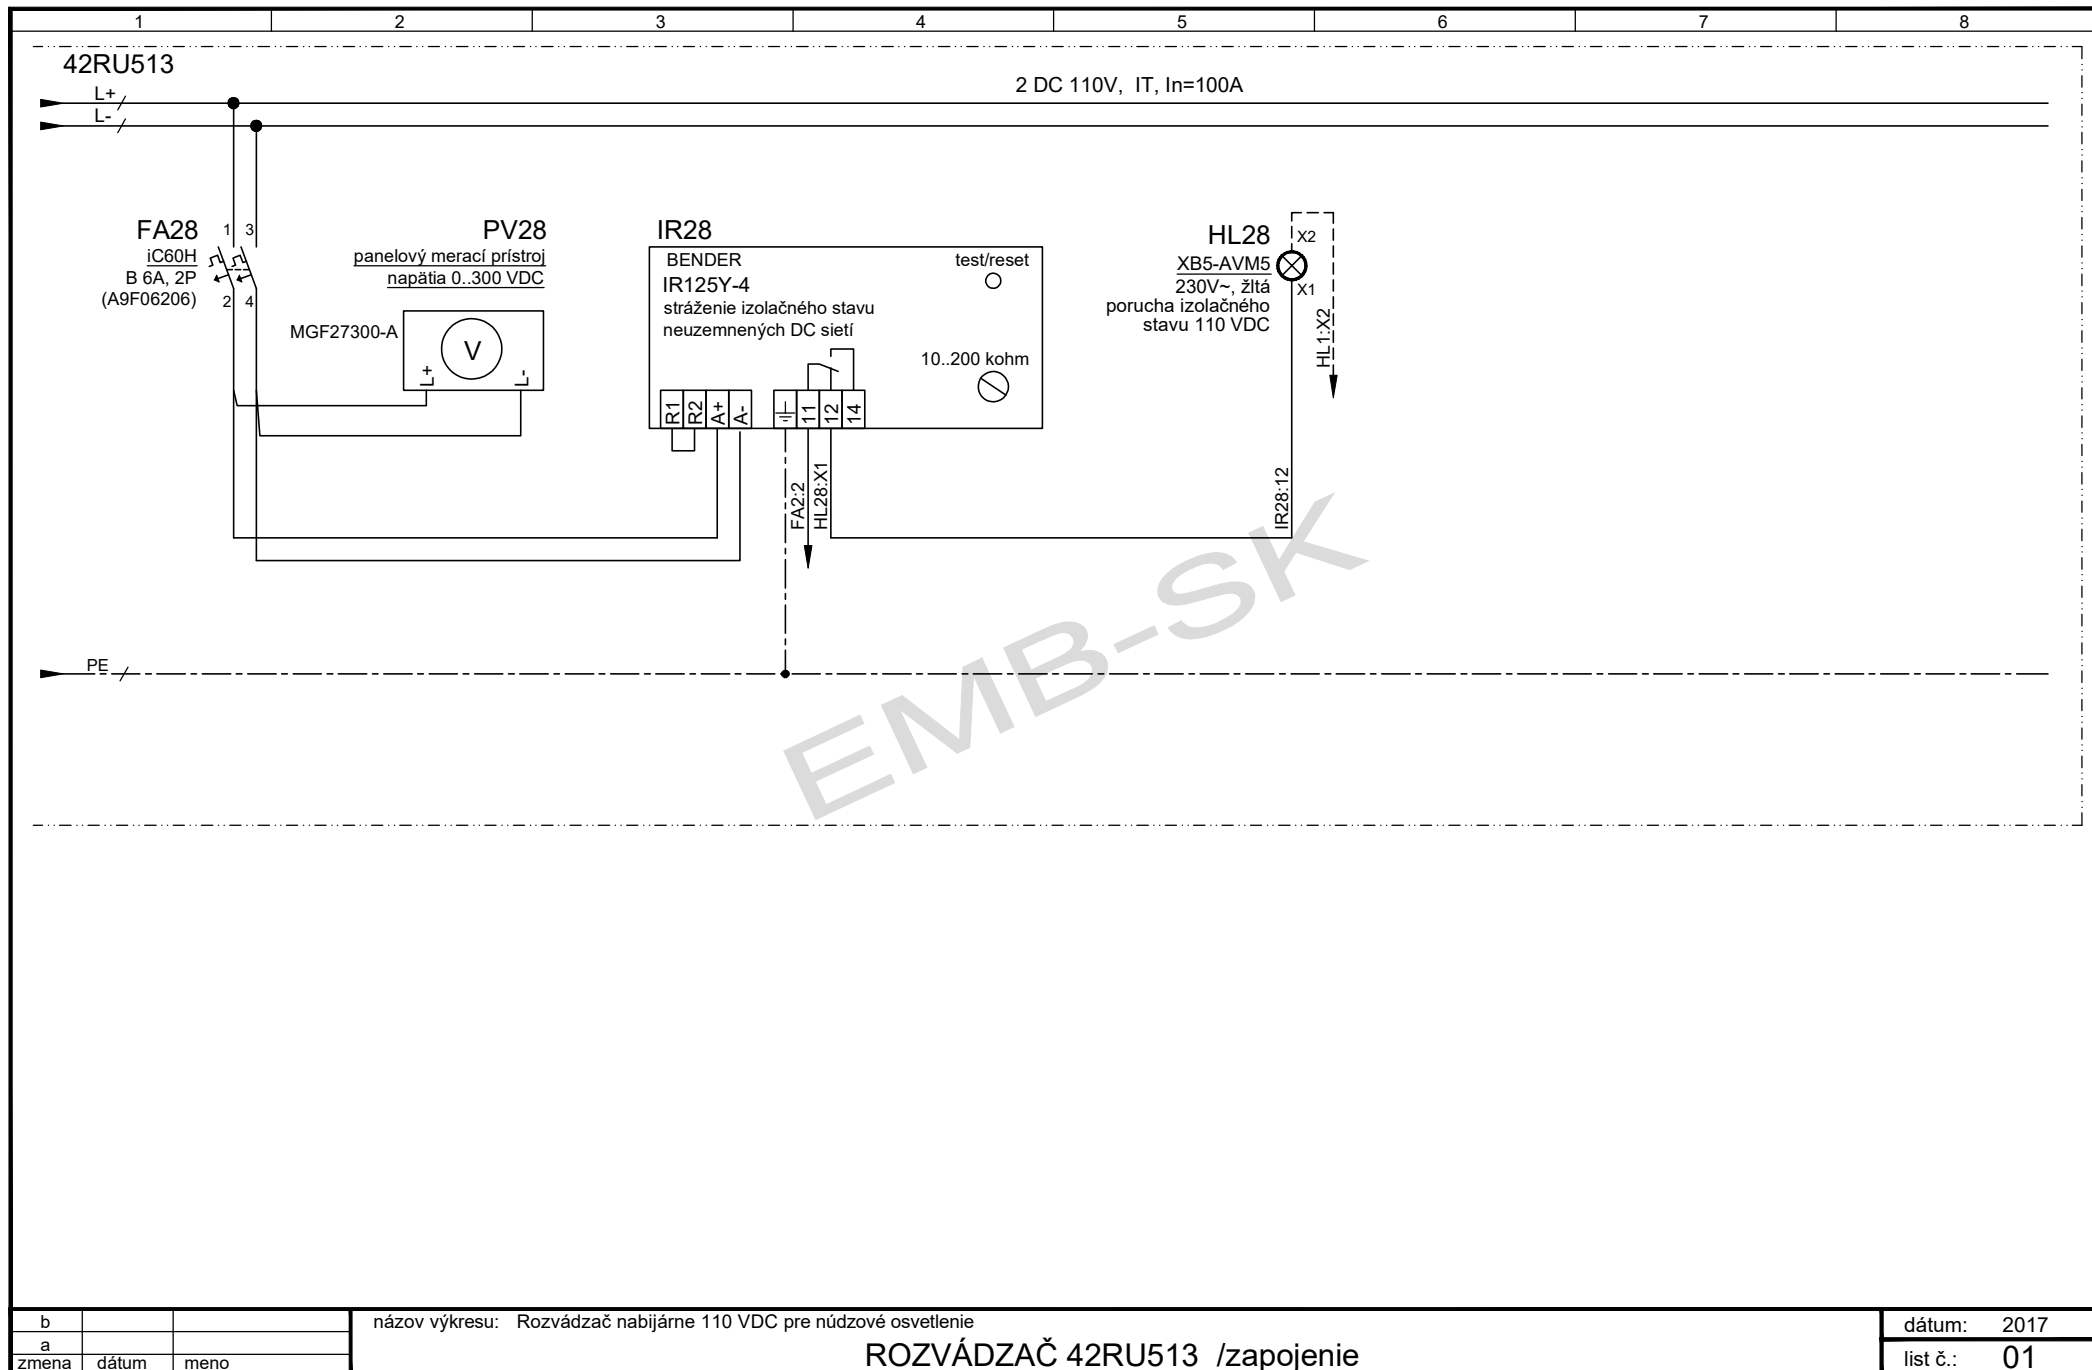 1 2 3 4 5 6 7 8
42RU513
L+
L-
2 DC 110V, IT, In=100A
FA28
iC60H
B 6A, 2P
(A9F06206)
1 3
2 4
PV28
panelový merací prístroj
napätia 0..300 VDC
MGF27300-A
V
L+ L-
IR28
BENDER
IR125Y-4
stráženie izolačného stavu
neuzemnených DC sietí
test/reset
10..200 kohm
R1 R2 A+ A- 11 12 14
FA2:2
HL28:X1
HL28
XB5-AVM5
230V~, žltá
porucha izolačného
stavu 110 VDC
X2
X1
HL1:X2
IR28:12
EMB-SK
PE
b
a
zmena dátum meno
názov výkresu: Rozvádzač nabijárne 110 VDC pre núdzové osvetlenie
ROZVÁDZAČ 42RU513 /zapojenie
dátum: 2017
list č.: 01